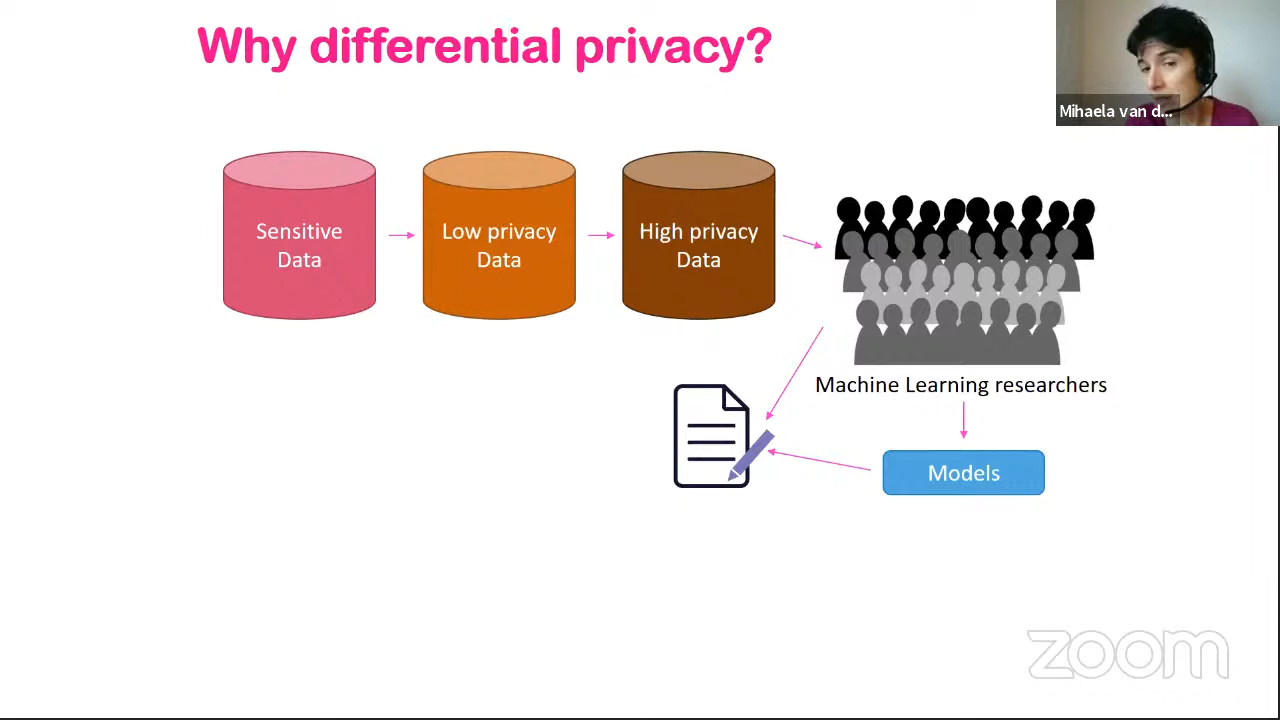 Why differential privacy?
Mihaela van d...
Sensitive
Data
Low privacy
Data
High privacy
Data
Machine Learning researchers
Models
zoom